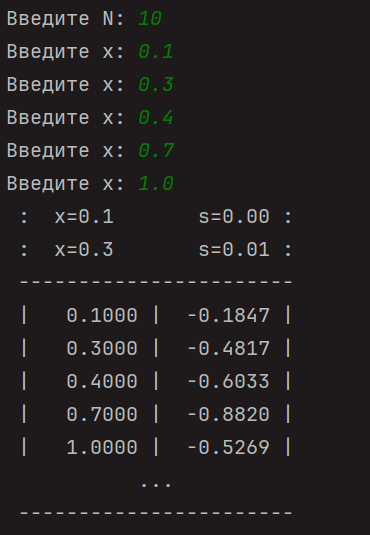 Введите N: 10
Введите x: 0.1
Введите x: 0.3
Введите x: 0.4
Введите x: 0.7
Введите x: 1.0
 :  x=0.1       s=0.00 :
 :  x=0.3       s=0.01 :
 -----------------------
 |   0.1000 |  -0.1847 |
 |   0.3000 |  -0.4817 |
 |   0.4000 |  -0.6033 |
 |   0.7000 |  -0.8820 |
 |   1.0000 |  -0.5269 |
           ...
 -----------------------